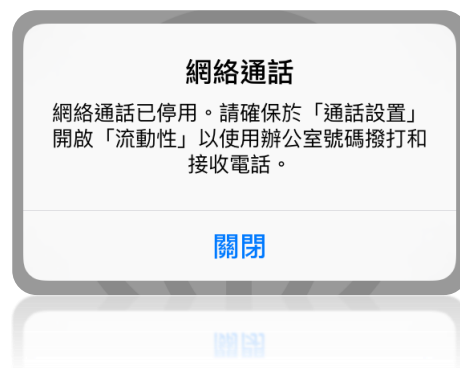 網絡通話
網絡通話已停用。請確保於「通話設置」
開啟「流動性」以使用辦公室號碼撥打和
接收電話。
關閉